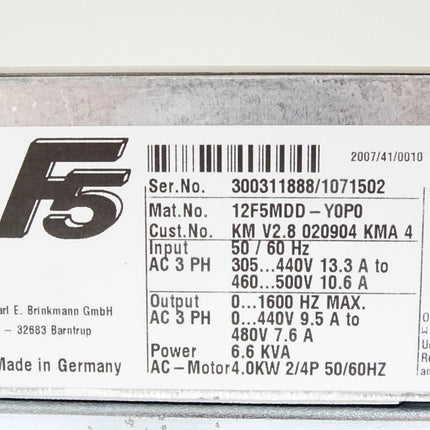 F5
2007/41/0010
Ser.No. 300311888/1071502
Mat.No. 12F5MDD-Y0P0
Cust.No. KM V2.8 020904 KMA 4
Input 50 / 60 Hz
AC 3 PH 305...440V 13.3 A to
460...500V 10.6 A
Output 0...1600 HZ MAX.
AC 3 PH 0...440V 9.5 A to
480V 7.6 A
Power 6.6 KVA
AC-Motor 4.0KW 2/4P 50/60HZ
arl E. Brinkmann GmbH
- 32683 Barntrup
Made in Germany